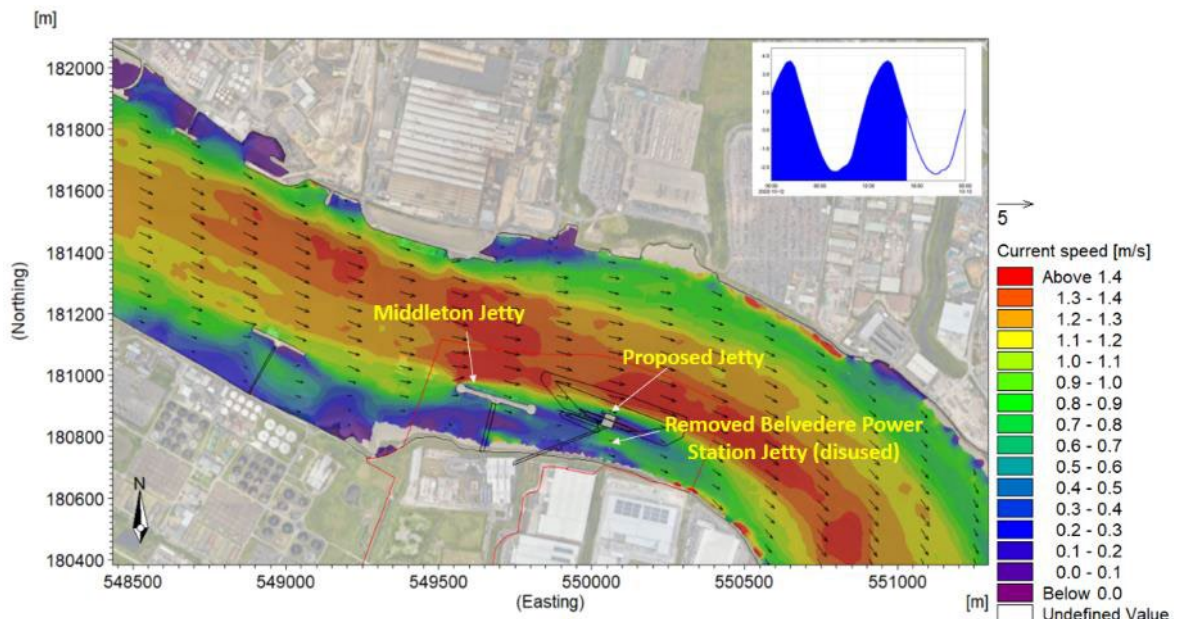 [m]
182000
181800
181600
181400
181200
181000
180800
180600
180400
(Northing)
548500
549000
549500
550000
550500
551000
(Easting)
[m]
N
Middleton Jetty
Proposed Jetty
Removed Belvedere Power
Station Jetty (disused)
5
Current speed [m/s]
Above 1.4
1.3 - 1.4
1.2 - 1.3
1.1 - 1.2
1.0 - 1.1
0.9 - 1.0
0.8 - 0.9
0.7 - 0.8
0.6 - 0.7
0.5 - 0.6
0.4 - 0.5
0.3 - 0.4
0.2 - 0.3
0.1 - 0.2
0.0 - 0.1
Below 0.0
Undefined Value